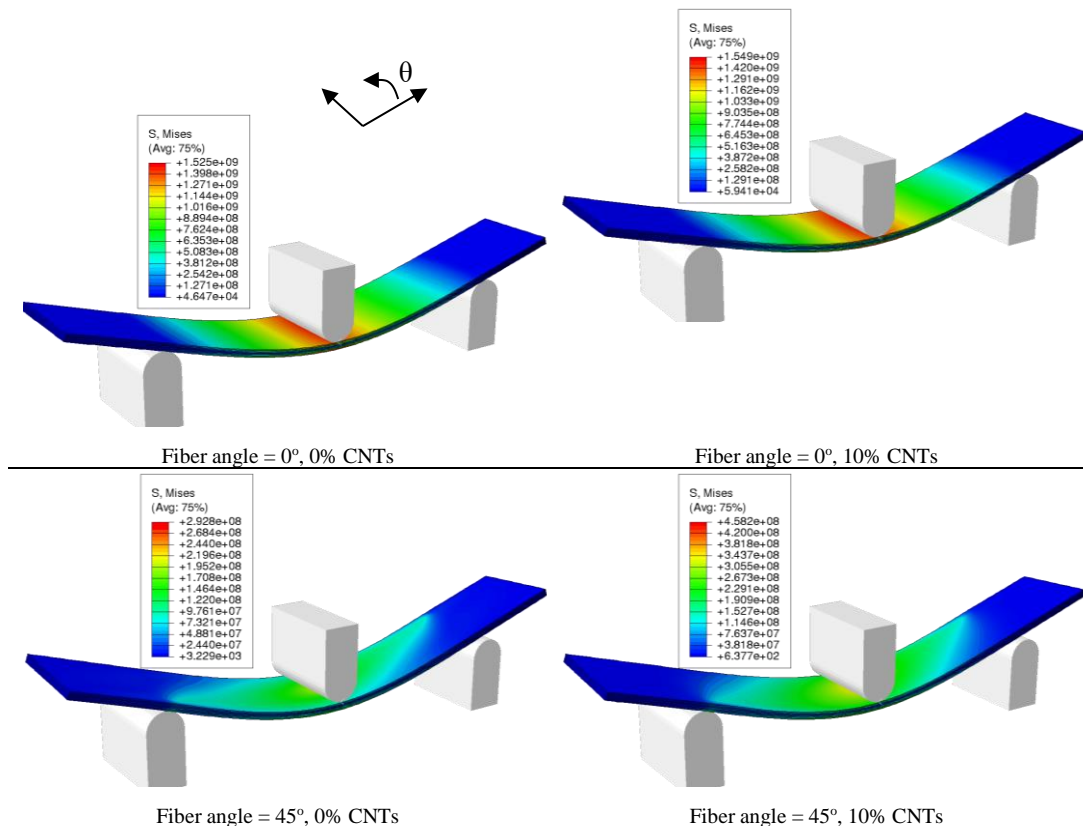 θ
S, Mises
(Avg: 75%)
+1.525e+09
+1.398e+09
+1.271e+09
+1.144e+09
+1.016e+09
+8.894e+08
+7.624e+08
+6.353e+08
+5.083e+08
+3.812e+08
+2.542e+08
+1.271e+08
+4.647e+04
Fiber angle = 0º, 0% CNTs
S, Mises
(Avg: 75%)
+1.549e+09
+1.420e+09
+1.291e+09
+1.162e+09
+1.033e+09
+9.035e+08
+7.744e+08
+6.453e+08
+5.163e+08
+3.872e+08
+2.582e+08
+1.291e+08
+5.941e+04
Fiber angle = 0º, 10% CNTs
S, Mises
(Avg: 75%)
+2.928e+08
+2.684e+08
+2.440e+08
+2.196e+08
+1.952e+08
+1.708e+08
+1.464e+08
+1.220e+08
+9.761e+07
+7.321e+07
+4.881e+07
+2.440e+07
+3.229e+03
Fiber angle = 45º, 0% CNTs
S, Mises
(Avg: 75%)
+4.582e+08
+4.200e+08
+3.818e+08
+3.437e+08
+3.055e+08
+2.673e+08
+2.291e+08
+1.909e+08
+1.527e+08
+1.146e+08
+7.637e+07
+3.818e+07
+6.377e+02
Fiber angle = 45º, 10% CNTs